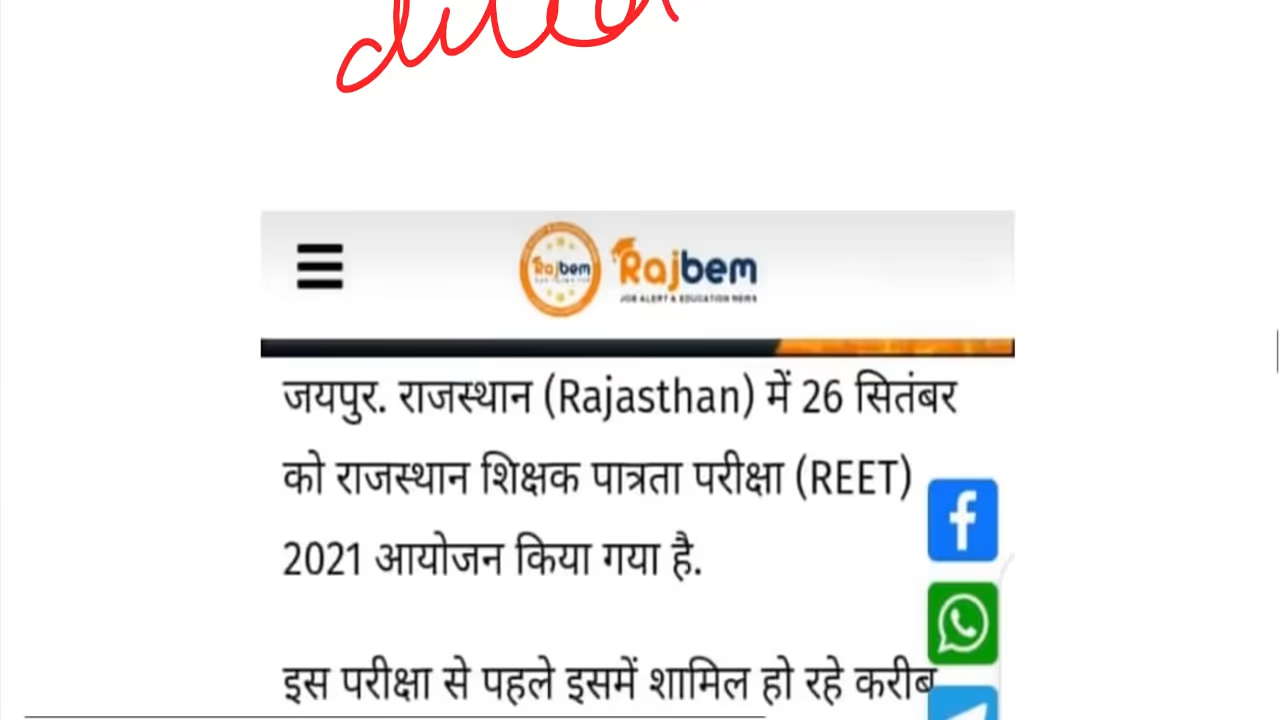 Rajbem
Rajbem
JOB ALERT & EDUCATION NEWS
जयपुर. राजस्थान (Rajasthan) में 26 सितंबर
को राजस्थान शिक्षक पात्रता परीक्षा (REET)
2021 आयोजन किया गया है.
इस परीक्षा से पहले इसमें शामिल हो रहे करीब